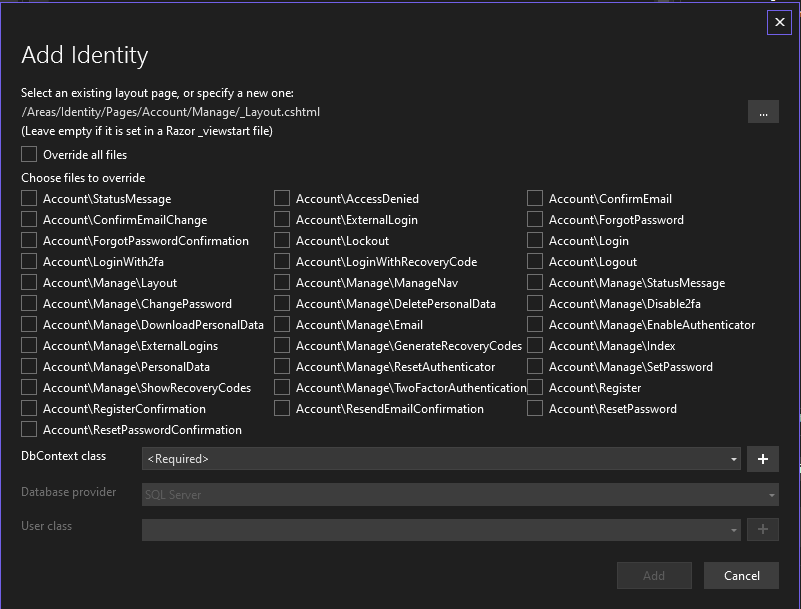 Add Identity
Select an existing layout page, or specify a new one:
/Areas/Identity/Pages/Account/Manage/_Layout.cshtml
...
(Leave empty if it is set in a Razor _viewstart file)
Override all files
Choose files to override
Account\StatusMessage Account\AccessDenied Account\ConfirmEmail
Account\ConfirmEmailChange Account\ExternalLogin Account\ForgotPassword
Account\ForgotPasswordConfirmation Account\Lockout Account\Login
Account\LoginWith2fa Account\LoginWithRecoveryCode Account\Logout
Account\Manage\Layout Account\Manage\ManageNav Account\Manage\StatusMessage
Account\Manage\ChangePassword Account\Manage\DeletePersonalData Account\Manage\Disable2fa
Account\Manage\DownloadPersonalData Account\Manage\Email Account\Manage\EnableAuthenticator
Account\Manage\ExternalLogins Account\Manage\GenerateRecoveryCodes Account\Manage\Index
Account\Manage\PersonalData Account\Manage\ResetAuthenticator Account\Manage\SetPassword
Account\Manage\ShowRecoveryCodes Account\Manage\TwoFactorAuthentication Account\Register
Account\RegisterConfirmation Account\ResendEmailConfirmation Account\ResetPassword
Account\ResetPasswordConfirmation
DbContext class <Required> +
Database provider SQL Server
User class +
Add Cancel